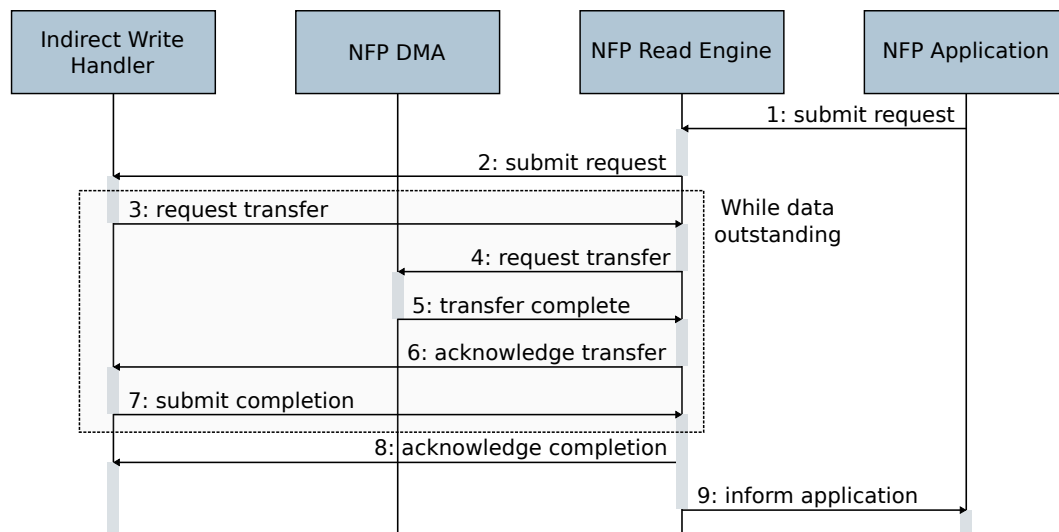 Indirect Write
Handler
NFP DMA
NFP Read Engine
NFP Application
1: submit request
2: submit request
3: request transfer
While data
outstanding
4: request transfer
5: transfer complete
6: acknowledge transfer
7: submit completion
8: acknowledge completion
9: inform application